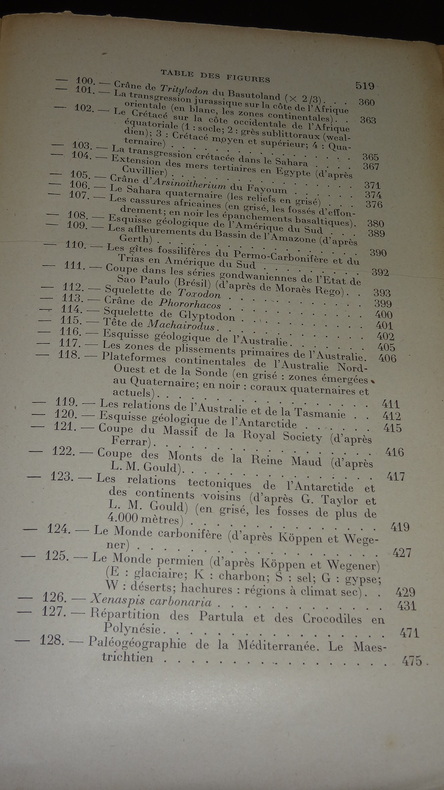 TABLE DES FIGURES 519
— 100. — Crâne de Tritylodon du Basutoland (× 2/3). . . 360
— 101. — La transgression jurassique sur la côte de l'Afrique
orientale (en blanc, les zones continentales). . 363
— 102. — Le Crétacé sur la côte occidentale de l'Afrique
équatoriale (1 : socle; 2 : grès sublittoraux (weal-
dien); 3 : Crétacé moyen et supérieur; 4 : Qua-
ternaire) . . . . . . . . . . . . 365
— 103. — La transgression crétacée dans le Sahara . . . . 367
— 104. — Extension des mers tertiaires en Egypte (d'après
Cuvillier) . . . . . . . . . . . . 371
— 105. — Crâne d'Arsinoitherium du Fayoum . . . . . 374
— 106. — Le Sahara quaternaire (les reliefs en grisé) . . . 376
— 107. — Les cassures africaines (en grisé, les fossés d'effon-
drement; en noir les épanchements basaltiques). 380
— 108. — Esquisse géologique de l'Amérique du Sud . . . 389
— 109. — Les affleurements du Bassin de l'Amazone (d'après
Gerth) . . . . . . . . . . . . . 390
— 110. — Les gîtes fossilifères du Permo-Carbonifère et du
Trias en Amérique du Sud . . . . . . . 392
— 111. — Coupe dans les séries gondwaniennes de l'Etat de
Sao Paulo (Brésil) (d'après Moraès Rego). . . 393
— 112. — Squelette de Toxodon . . . . . . . . . 399
— 113. — Crâne de Phororhacos . . . . . . . . . 400
— 114. — Squelette de Glyptodon . . . . . . . . . 401
— 115. — Tête de Machairodus. . . . . . . . . . 402
— 116. — Esquisse géologique de l'Australie. . . . . . 405
— 117. — Les zones de plissements primaires de l'Australie. 406
— 118. — Plateformes continentales de l'Australie Nord-
Ouest et de la Sonde (en grisé : zones émergées
au Quaternaire; en noir : coraux quaternaires et
actuels). . . . . . . . . . . . . 411
— 119. — Les relations de l'Australie et de la Tasmanie . . 412
— 120. — Esquisse géologique de l'Antarctide . . . . . 415
— 121. — Coupe du Massif de la Royal Society (d'après
Ferrar). . . . . . . . . . . . . 416
— 122. — Coupe des Monts de la Reine Maud (d'après
L. M. Gould). . . . . . . . . . . . 417
— 123. — Les relations tectoniques de l'Antarctide et
des continents voisins (d'après G. Taylor et
L. M. Gould) (en grisé, les fosses de plus de
4.000 mètres) . . . . . . . . . . . 419
— 124. — Le Monde carbonifère (d'après Köppen et Wege-
ner) . . . . . . . . . . . . . . 427
— 125. — Le Monde permien (d'après Köppen et Wegener)
(E : glaciaire; K : charbon; S : sel; G : gypse;
W : déserts; hachures : régions à climat sec). . 429
— 126. — Xenaspis carbonaria . . . . . . . . . . 431
— 127. — Répartition des Partula et des Crocodiles en
Polynésie. . . . . . . . . . . . . 471
— 128. — Paléogéographie de la Méditerranée. Le Maes-
trichtien . . . . . . . . . . . . 475